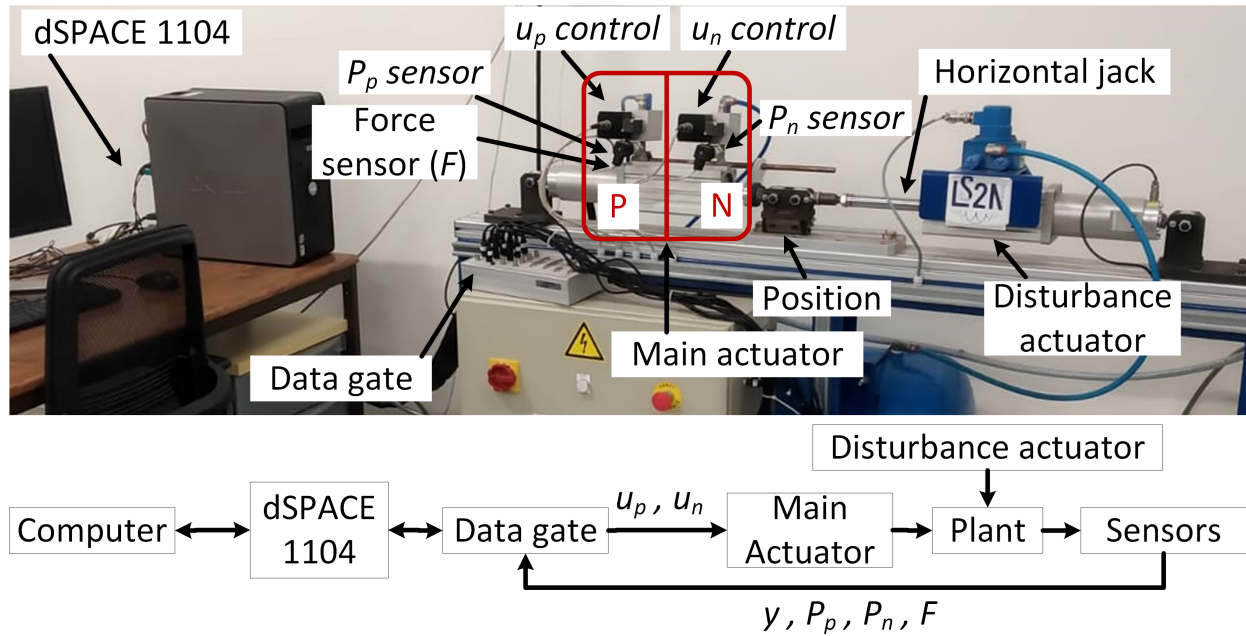 dSPACE 1104
u_p control
u_n control
P_p sensor
Force
sensor (F)
P_n sensor
Horizontal jack
P
N
LS2N
Position
Disturbance
actuator
Main actuator
Data gate
Disturbance actuator
Computer
dSPACE
1104
Data gate
u_p , u_n
Main
Actuator
Plant
Sensors
y , P_p , P_n , F